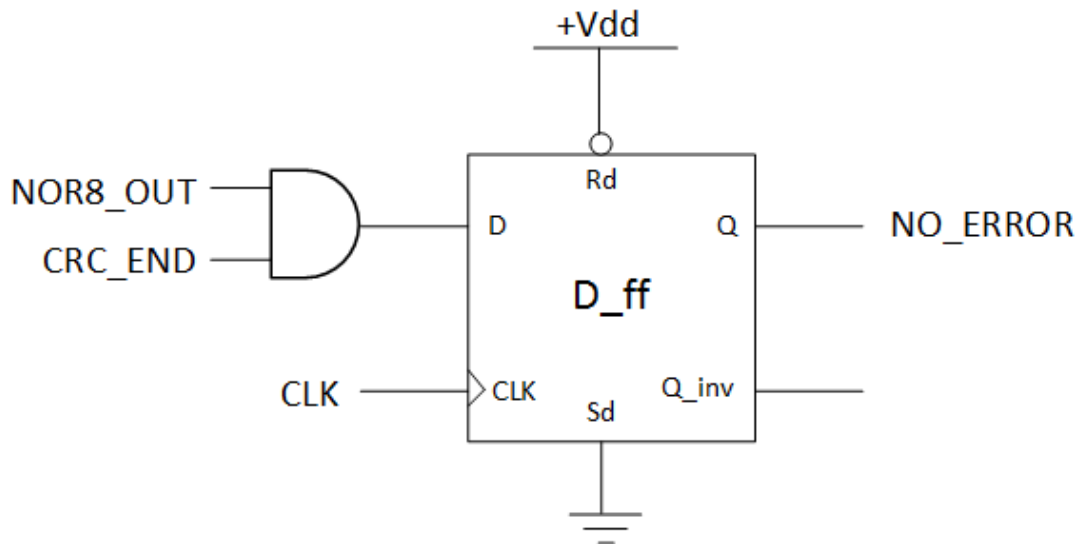 +Vdd
Rd
NOR8_OUT
D
Q
NO_ERROR
CRC_END
D_ff
CLK
CLK
Q_inv
Sd